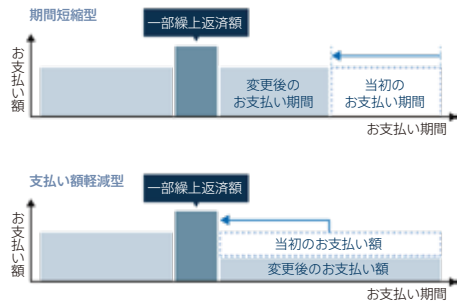 期間短縮型
一部繰上返済額
お支払い額
変更後の
お支払い期間
当初の
お支払い期間
お支払い期間
支払い額軽減型
一部繰上返済額
お支払い額
当初のお支払い額
変更後のお支払い額
お支払い期間